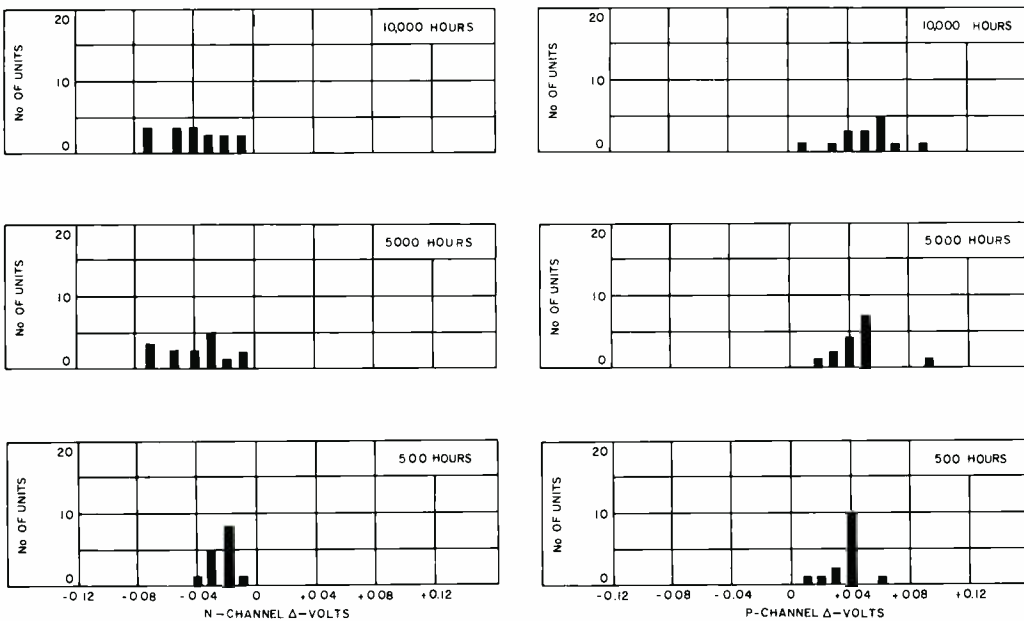 20
10,000 HOURS
No OF UNITS
10
0
20
10,000 HOURS
No OF UNITS
10
0
20
5000 HOURS
No OF UNITS
10
0
20
5000 HOURS
No OF UNITS
10
0
20
500 HOURS
No OF UNITS
10
0
-0.12 -0.08 -0.04 0 +0.04 +0.08 +0.12
N-CHANNEL Δ-VOLTS
20
500 HOURS
No OF UNITS
10
0
-0.12 -0.08 -0.04 0 +0.04 +0.08 +0.12
P-CHANNEL Δ-VOLTS